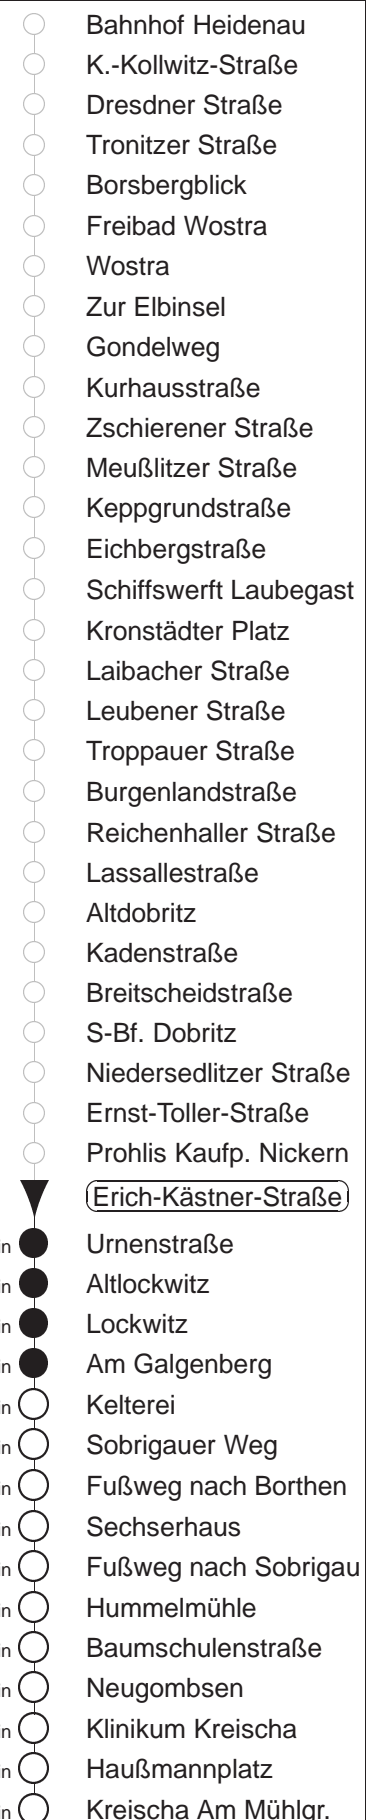 Bahnhof Heidenau
K.-Kollwitz-Straße
Dresdner Straße
Tronitzer Straße
Borsbergblick
Freibad Wostra
Wostra
Zur Elbinsel
Gondelweg
Kurhausstraße
Zschierener Straße
Meußlitzer Straße
Keppgrundstraße
Eichbergstraße
Schiffswerft Laubegast
Kronstädter Platz
Laibacher Straße
Leubener Straße
Troppauer Straße
Burgenlandstraße
Reichenhaller Straße
Lassallestraße
Altdobritz
Kadenstraße
Breitscheidstraße
S-Bf. Dobritz
Niedersedlitzer Straße
Ernst-Toller-Straße
Prohlis Kaufp. Nickern
Erich-Kästner-Straße
Urnenstraße
Altlockwitz
Lockwitz
Am Galgenberg
Kelterei
Sobrigauer Weg
Fußweg nach Borthen
Sechserhaus
Fußweg nach Sobrigau
Hummelmühle
Baumschulenstraße
Neugombsen
Klinikum Kreischa
Haußmannplatz
Kreischa Am Mühlgr.